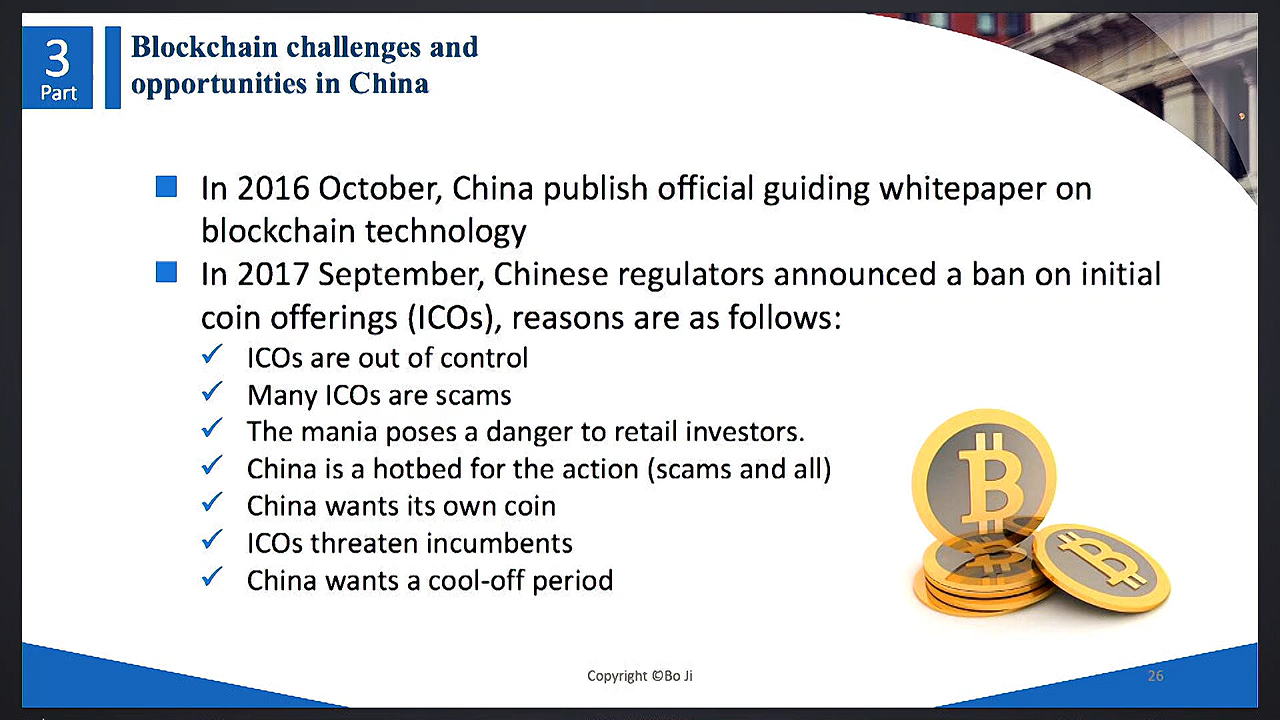 3
Part
Blockchain challenges and
opportunities in China
In 2016 October, China publish official guiding whitepaper on
blockchain technology
In 2017 September, Chinese regulators announced a ban on initial
coin offerings (ICOs), reasons are as follows:
ICOs are out of control
Many ICOs are scams
The mania poses a danger to retail investors.
China is a hotbed for the action (scams and all)
China wants its own coin
ICOs threaten incumbents
China wants a cool-off period
Copyright ©Bo Ji
26